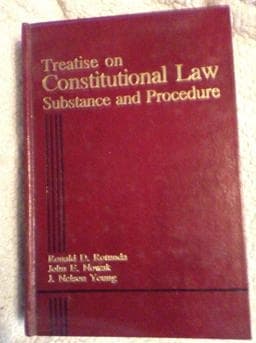 Treatise on
Constitutional Law
Substance and Procedure
Ronald D. Rotunda
John E. Nowak
J. Nelson Young